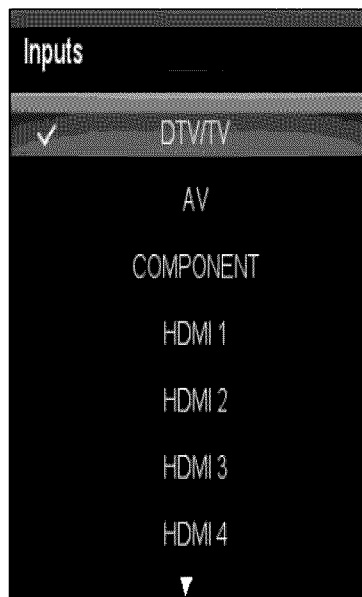 Inputs
DTV/TV
AV
COMPONENT
HDMI 1
HDMI 2
HDMI 3
HDMI 4